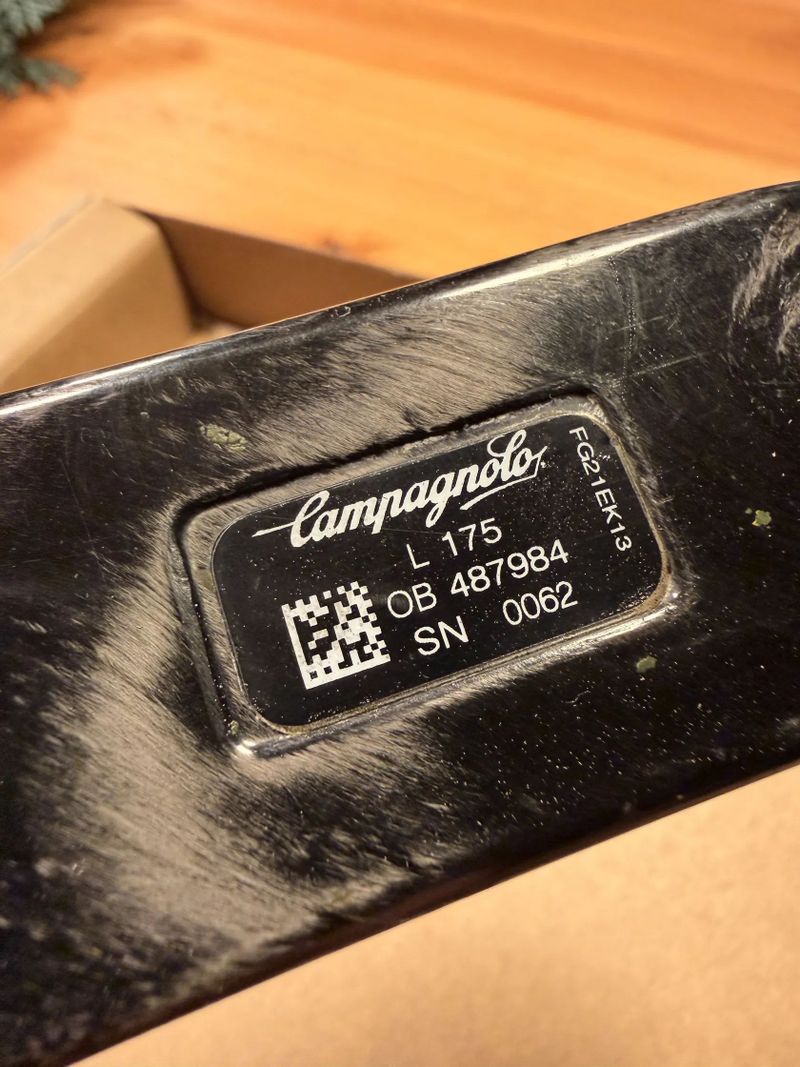 Campagnolo
L 175
OB 487984
SN 0062
FG21EK13